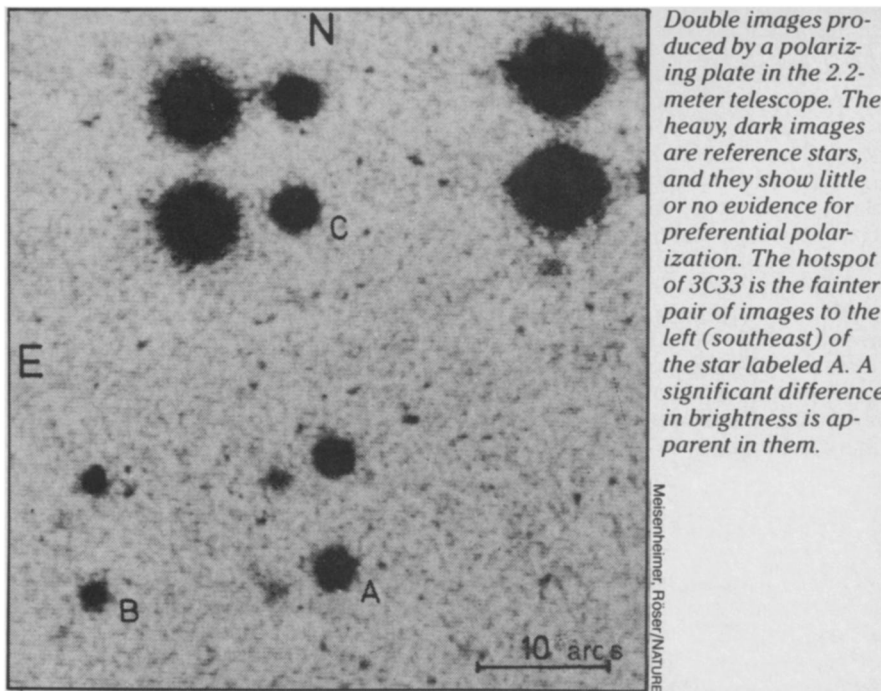 N
C
E
B
A
10 arcs
Double images pro-
duced by a polariz-
ing plate in the 2.2-
meter telescope. The
heavy, dark images
are reference stars,
and they show little
or no evidence for
preferential polar-
ization. The hotspot
of 3C33 is the fainter
pair of images to the
left (southeast) of
the star labeled A. A
significant difference
in brightness is ap-
parent in them.
Meisenheimer, Röser/NATURE